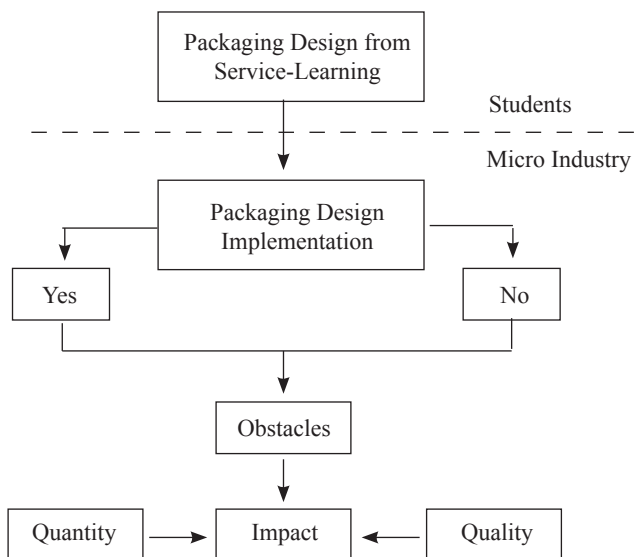 Packaging Design from
Service-Learning
Students
Micro Industry
Packaging Design
Implementation
Yes
No
Obstacles
Quantity
Impact
Quality